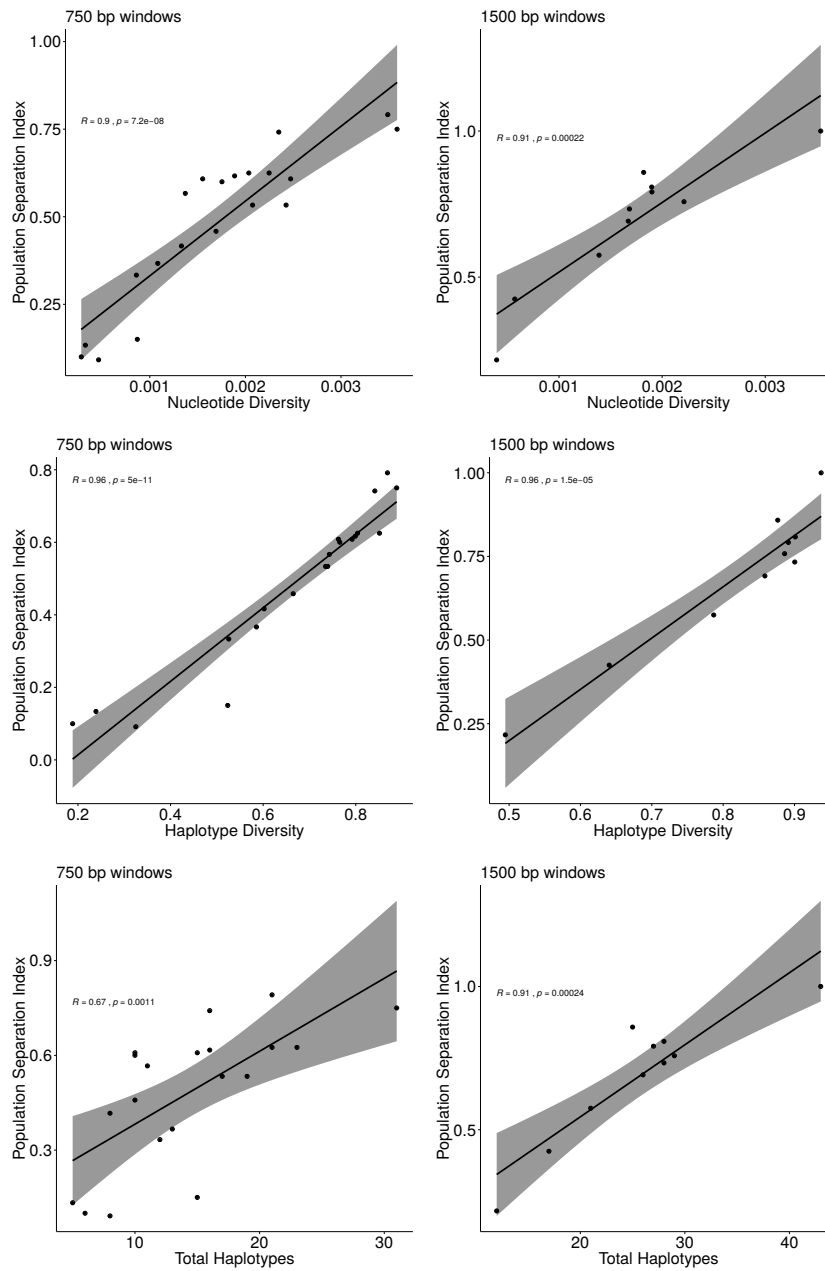 750 bp windows
Population Separation Index
1.00
0.75
0.50
0.25
R = 0.9 , p = 7.2e−08
0.001 0.002 0.003
Nucleotide Diversity
1500 bp windows
Population Separation Index
1.0
0.5
R = 0.91 , p = 0.00022
0.001 0.002 0.003
Nucleotide Diversity
750 bp windows
Population Separation Index
0.8
0.6
0.4
0.2
0.0
R = 0.96 , p = 5e−11
0.2 0.4 0.6 0.8
Haplotype Diversity
1500 bp windows
Population Separation Index
1.00
0.75
0.50
0.25
R = 0.96 , p = 1.5e−05
0.5 0.6 0.7 0.8 0.9
Haplotype Diversity
750 bp windows
Population Separation Index
0.9
0.6
0.3
R = 0.67 , p = 0.0011
10 20 30
Total Haplotypes
1500 bp windows
Population Separation Index
1.0
0.5
R = 0.91 , p = 0.00024
20 30 40
Total Haplotypes